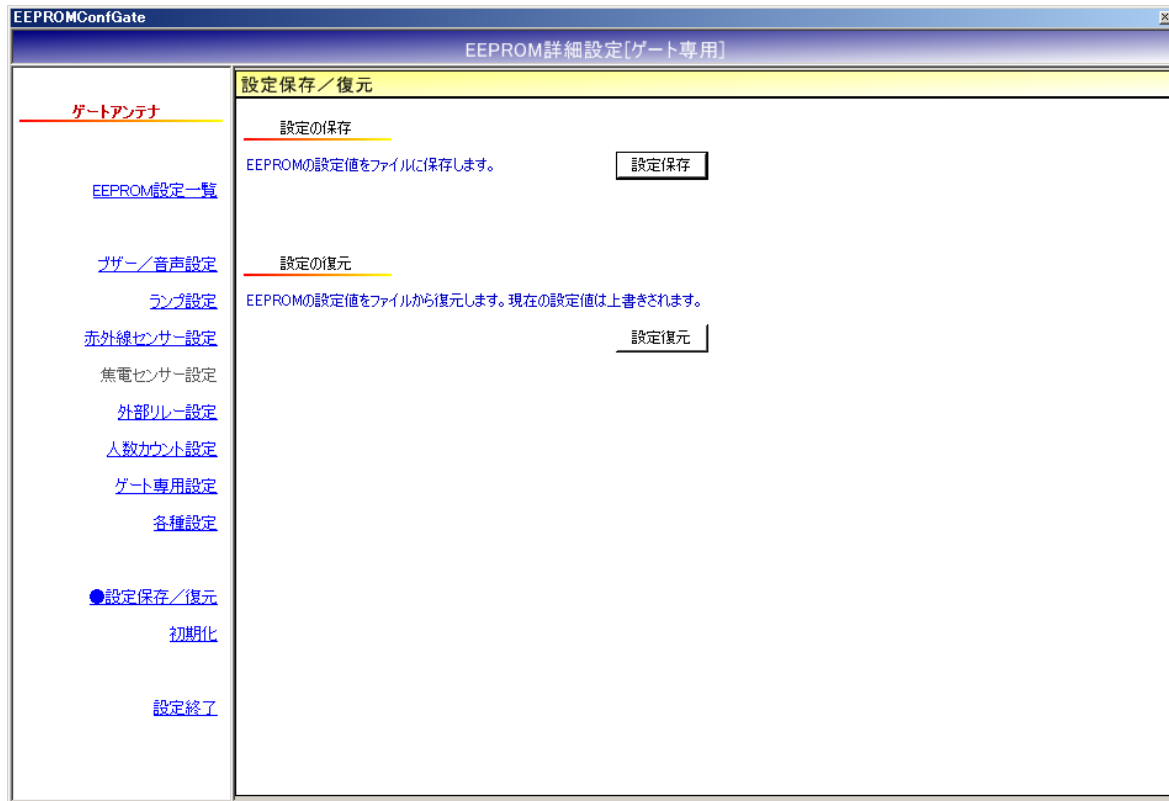 EEPROMConfGate
EEPROM詳細設定[ゲート専用]
ゲートアンテナ
EEPROM設定一覧
ブザー／音声設定
ランプ設定
赤外線センサー設定
焦電センサー設定
外部リレー設定
人数カウント設定
ゲート専用設定
各種設定
●設定保存／復元
初期化
設定終了
設定保存／復元
設定の保存
EEPROMの設定値をファイルに保存します。
設定保存
設定の復元
EEPROMの設定値をファイルから復元します。現在の設定値は上書きされます。
設定復元